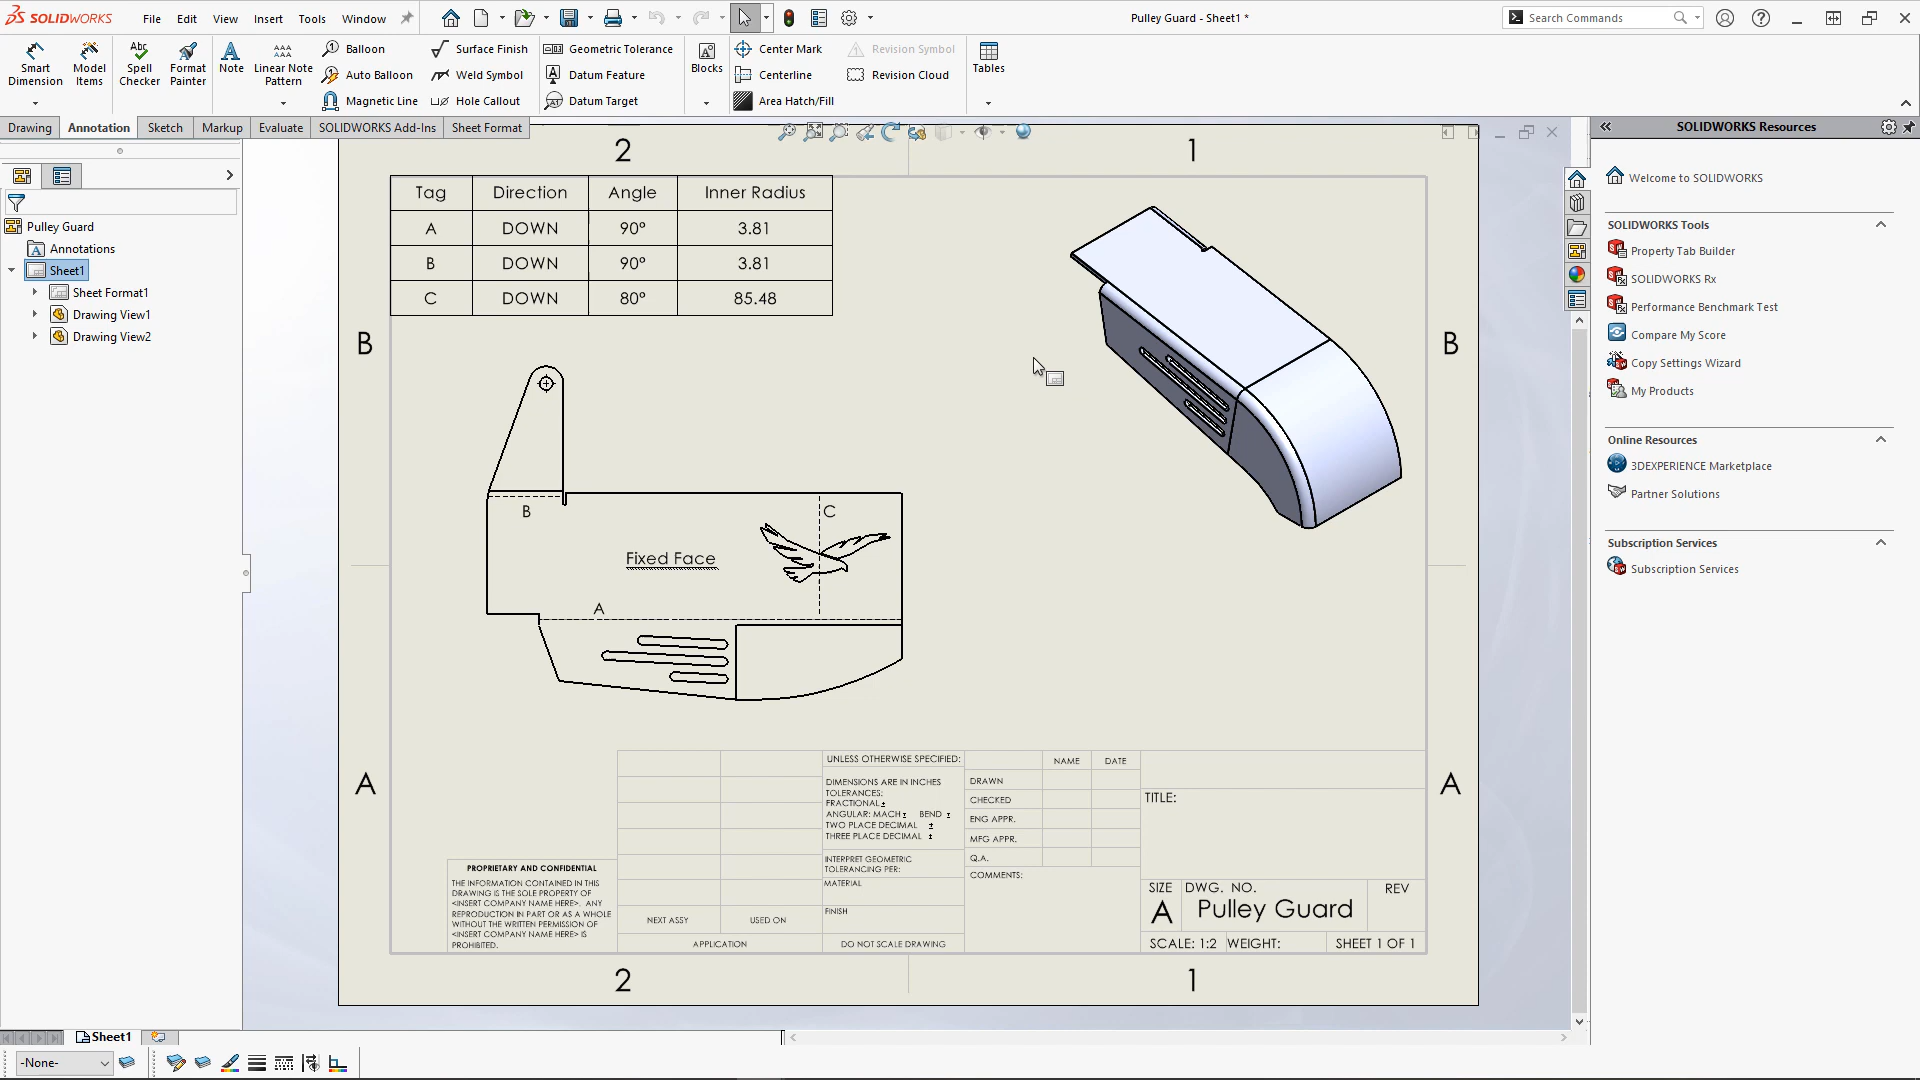 SOLIDWORKS File Edit View Insert Tools Window
Pulley Guard - Sheet1 *
Search Commands
Smart Dimension
Model Items
Spell Checker
Format Painter
Note
Linear Note Pattern
Balloon
Auto Balloon
Magnetic Line
Surface Finish
Weld Symbol
Hole Callout
Geometric Tolerance
Datum Feature
Datum Target
Blocks
Center Mark
Centerline
Area Hatch/Fill
Revision Symbol
Revision Cloud
Tables
Drawing Annotation Sketch Markup Evaluate SOLIDWORKS Add-Ins Sheet Format
Pulley Guard
Annotations
Sheet1
Sheet Format1
Drawing View1
Drawing View2
2 1
Tag Direction Angle Inner Radius
A DOWN 90° 3.81
B DOWN 90° 3.81
C DOWN 80° 85.48
B B
B
C
Fixed Face
A
A A
UNLESS OTHERWISE SPECIFIED:
DIMENSIONS ARE IN INCHES
TOLERANCES:
FRACTIONAL ±
ANGULAR: MACH ± BEND ±
TWO PLACE DECIMAL ±
THREE PLACE DECIMAL ±
INTERPRET GEOMETRIC
TOLERANCING PER:
MATERIAL
FINISH
DO NOT SCALE DRAWING
NAME DATE
DRAWN
CHECKED
ENG APPR.
MFG APPR.
Q.A.
COMMENTS:
TITLE:
SIZE DWG. NO. REV
A Pulley Guard
SCALE: 1:2 WEIGHT: SHEET 1 OF 1
PROPRIETARY AND CONFIDENTIAL
THE INFORMATION CONTAINED IN THIS
DRAWING IS THE SOLE PROPERTY OF
<INSERT COMPANY NAME HERE>. ANY
REPRODUCTION IN PART OR AS A WHOLE
WITHOUT THE WRITTEN PERMISSION OF
<INSERT COMPANY NAME HERE> IS
PROHIBITED.
NEXT ASSY USED ON
APPLICATION
2 1
SOLIDWORKS Resources
Welcome to SOLIDWORKS
SOLIDWORKS Tools
Property Tab Builder
SOLIDWORKS Rx
Performance Benchmark Test
Compare My Score
Copy Settings Wizard
My Products
Online Resources
3DEXPERIENCE Marketplace
Partner Solutions
Subscription Services
Subscription Services
Sheet1
-None-